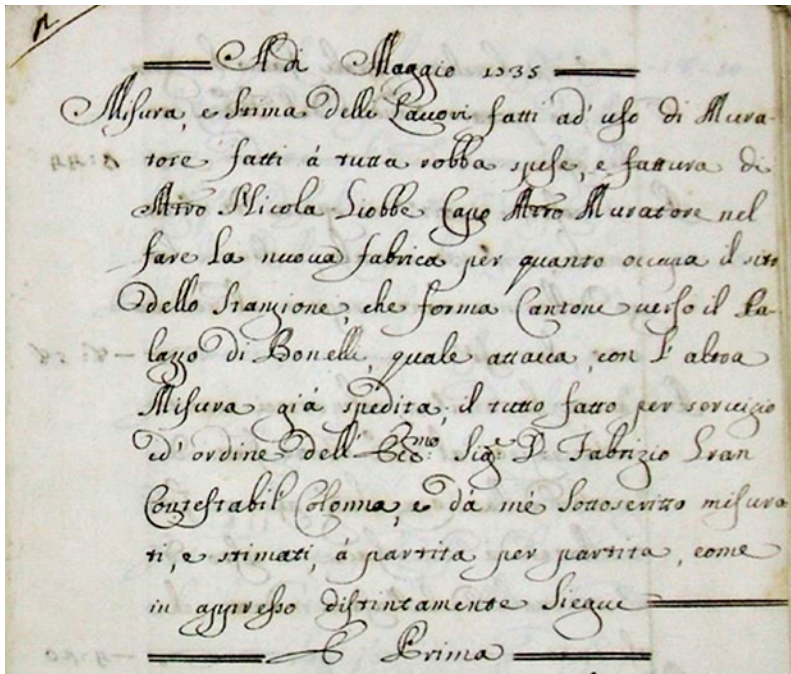 A di Maggio 1735
Misura, e Stima delli Lavori fatti ad' uso di Mura-
tore fatti á tutta robba spese, e fattura di
Mro Nicola Giobbe Capo Mro Muratore nel
fare la nuova fabrica per quanto occupa il sito
dello Stanzione, che forma Cantone verso il Pa-
lazzo di Bonelli, quale attacca con l' altra
Misura giá spedita, il tutto fatto per servizio
ed' ordine dell' Ecc.mo Sig.r D. Fabrizio Gran
Contestabil' Colonna, e dá mé sottoscritto misura
ti, e stimati, á partita per partita, come
in appresso distintamente siegue
E Prima